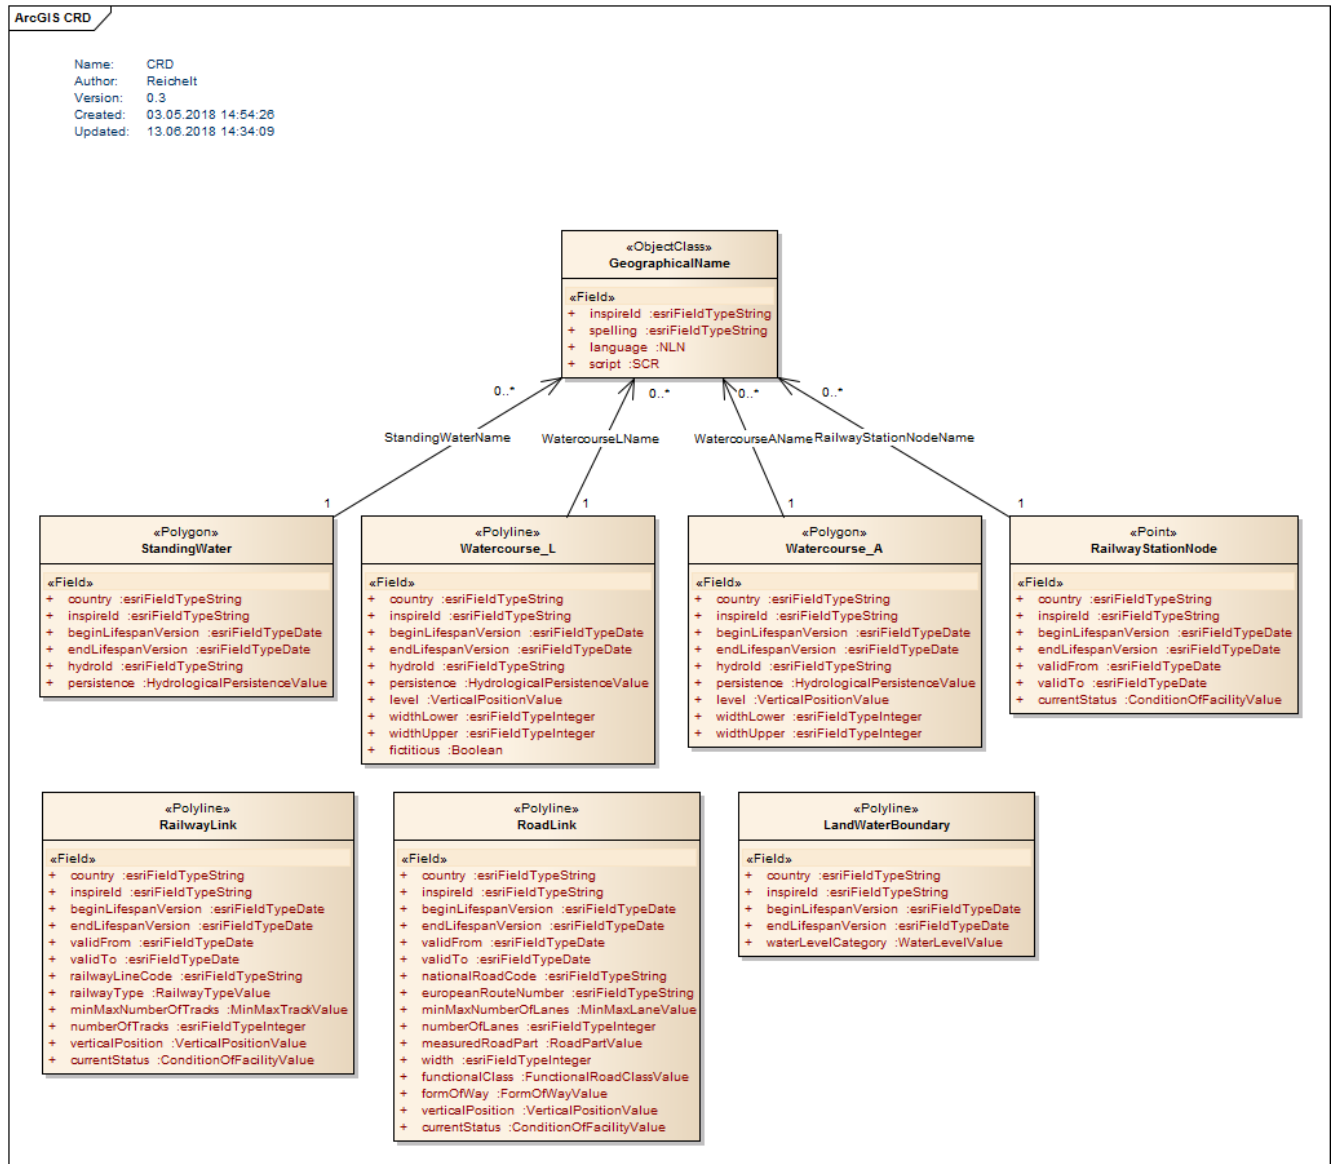 ArcGIS CRD
Name: CRD
Author: Reichelt
Version: 0.3
Created: 03.05.2018 14:54:26
Updated: 13.06.2018 14:34:09
«ObjectClass»
GeographicalName
«Field»
+ inspireId :esriFieldTypeString
+ spelling :esriFieldTypeString
+ language :NLN
+ script :SCR
0..* 0..* 0..* 0..*
StandingWaterName WatercourseLName WatercourseAName RailwayStationNodeName
1 1 1 1
«Polygon»
StandingWater
«Field»
+ country :esriFieldTypeString
+ inspireId :esriFieldTypeString
+ beginLifespanVersion :esriFieldTypeDate
+ endLifespanVersion :esriFieldTypeDate
+ hydroId :esriFieldTypeString
+ persistence :HydrologicalPersistenceValue
«Polyline»
Watercourse_L
«Field»
+ country :esriFieldTypeString
+ inspireId :esriFieldTypeString
+ beginLifespanVersion :esriFieldTypeDate
+ endLifespanVersion :esriFieldTypeDate
+ hydroId :esriFieldTypeString
+ persistence :HydrologicalPersistenceValue
+ level :VerticalPositionValue
+ widthLower :esriFieldTypeInteger
+ widthUpper :esriFieldTypeInteger
+ fictitious :Boolean
«Polygon»
Watercourse_A
«Field»
+ country :esriFieldTypeString
+ inspireId :esriFieldTypeString
+ beginLifespanVersion :esriFieldTypeDate
+ endLifespanVersion :esriFieldTypeDate
+ hydroId :esriFieldTypeString
+ persistence :HydrologicalPersistenceValue
+ level :VerticalPositionValue
+ widthLower :esriFieldTypeInteger
+ widthUpper :esriFieldTypeInteger
«Point»
RailwayStationNode
«Field»
+ country :esriFieldTypeString
+ inspireId :esriFieldTypeString
+ beginLifespanVersion :esriFieldTypeDate
+ endLifespanVersion :esriFieldTypeDate
+ validFrom :esriFieldTypeDate
+ validTo :esriFieldTypeDate
+ currentStatus :ConditionOfFacilityValue
«Polyline»
RailwayLink
«Field»
+ country :esriFieldTypeString
+ inspireId :esriFieldTypeString
+ beginLifespanVersion :esriFieldTypeDate
+ endLifespanVersion :esriFieldTypeDate
+ validFrom :esriFieldTypeDate
+ validTo :esriFieldTypeDate
+ railwayLineCode :esriFieldTypeString
+ railwayType :RailwayTypeValue
+ minMaxNumberOfTracks :MinMaxTrackValue
+ numberOfTracks :esriFieldTypeInteger
+ verticalPosition :VerticalPositionValue
+ currentStatus :ConditionOfFacilityValue
«Polyline»
RoadLink
«Field»
+ country :esriFieldTypeString
+ inspireId :esriFieldTypeString
+ beginLifespanVersion :esriFieldTypeDate
+ endLifespanVersion :esriFieldTypeDate
+ validFrom :esriFieldTypeDate
+ validTo :esriFieldTypeDate
+ nationalRoadCode :esriFieldTypeString
+ europeanRouteNumber :esriFieldTypeString
+ minMaxNumberOfLanes :MinMaxLaneValue
+ numberOfLanes :esriFieldTypeInteger
+ measuredRoadPart :RoadPartValue
+ width :esriFieldTypeInteger
+ functionalClass :FunctionalRoadClassValue
+ formOfWay :FormOfWayValue
+ verticalPosition :VerticalPositionValue
+ currentStatus :ConditionOfFacilityValue
«Polyline»
LandWaterBoundary
«Field»
+ country :esriFieldTypeString
+ inspireId :esriFieldTypeString
+ beginLifespanVersion :esriFieldTypeDate
+ endLifespanVersion :esriFieldTypeDate
+ waterLevelCategory :WaterLevelValue